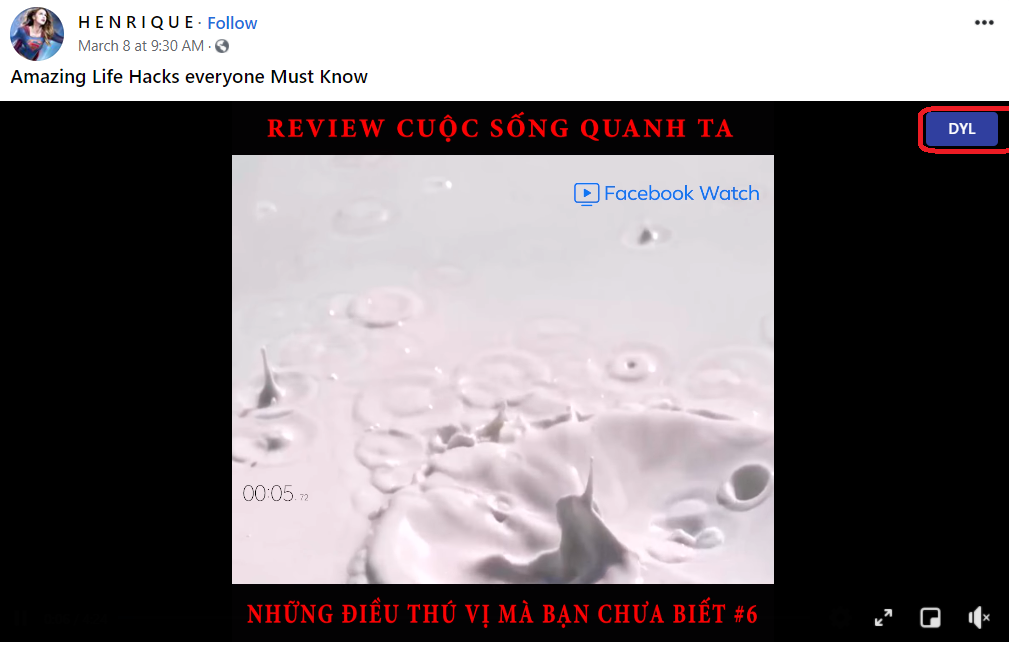 H E N R I Q U E · Follow
March 8 at 9:30 AM ·
Amazing Life Hacks everyone Must Know
REVIEW CUỘC SỐNG QUANH TA
DYL
Facebook Watch
00:05.72
NHỮNG ĐIỀU THÚ VỊ MÀ BẠN CHƯA BIẾT #6